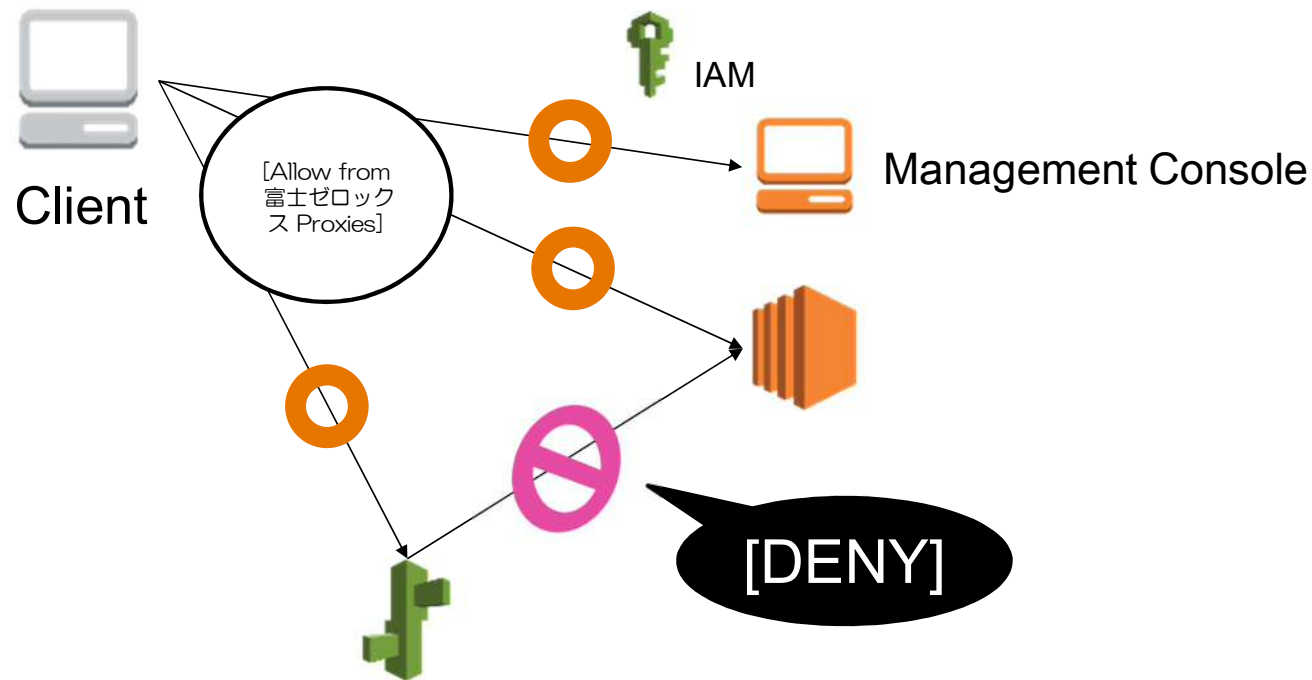 IAM
Management Console
Client
[Allow from
富士ゼロック
ス Proxies]
[DENY]